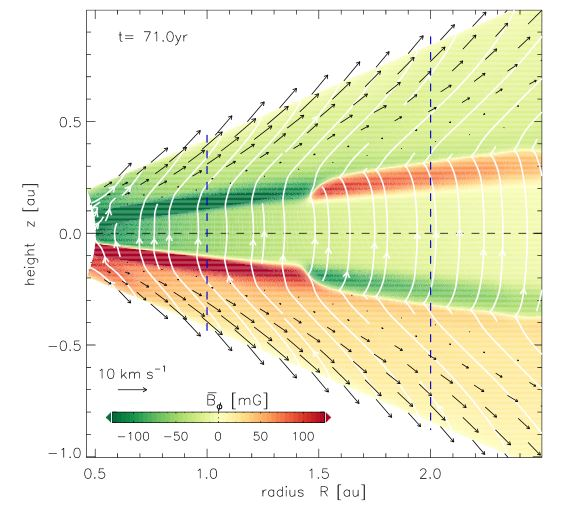 t= 71.0yr
height z [au]
0.5
0.0
−0.5
−1.0
10 km s⁻¹
B̅ᵩ [mG]
−100 −50 0 50 100
0.5 1.0 1.5 2.0
radius R [au]